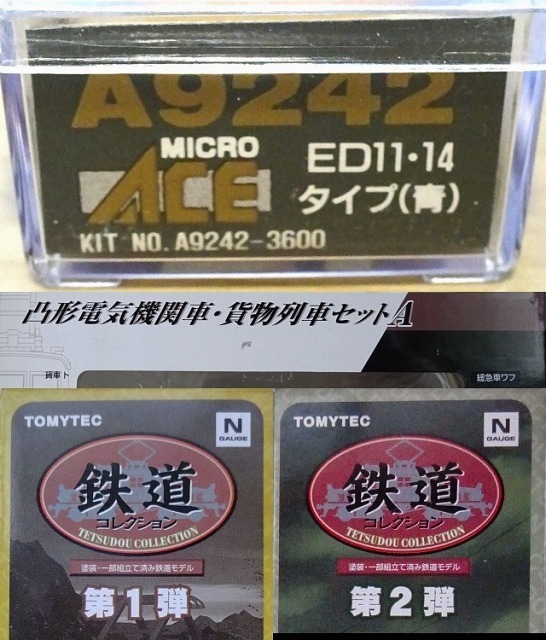 A9242
MICRO
ACE
ED11・14
タイプ(青)
KIT NO. A9242-3600
凸形電気機関車・貨物列車セットA
貨車ト
緩急車ワフ
TOMYTEC
N
GAUGE
鉄道
コレクション
TETSUDOU COLLECTION
塗装・一部組立て済み鉄道モデル
第1弾
TOMYTEC
N
GAUGE
鉄道
コレクション
TETSUDOU COLLECTION
塗装・一部組立て済み鉄道モデル
第2弾